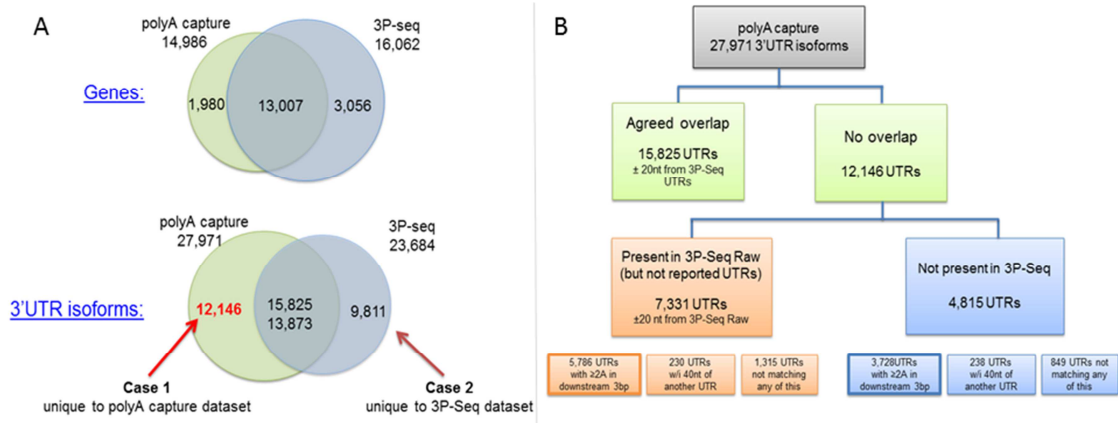 A
polyA capture
14,986
3P-seq
16,062
Genes:
1,980
13,007
3,056
polyA capture
27,971
3P-seq
23,684
3'UTR isoforms:
12,146
15,825
13,873
9,811
Case 1
unique to polyA capture dataset
Case 2
unique to 3P-Seq dataset
B
polyA capture
27,971 3'UTR isoforms
Agreed overlap
15,825 UTRs
± 20nt from 3P-Seq
UTRs
No overlap
12,146 UTRs
Present in 3P-Seq Raw
(but not reported UTRs)
7,331 UTRs
±20 nt from 3P-Seq Raw
Not present in 3P-Seq
4,815 UTRs
5,786 UTRs
with ≥2A in
downstream 3bp
230 UTRs
w/i 40nt of
another UTR
1,315 UTRs
not matching
any of this
3,728UTRs
with ≥2A in
downstream 3bp
238 UTRs
w/i 40nt of
another UTR
849 UTRs not
matching any
of this